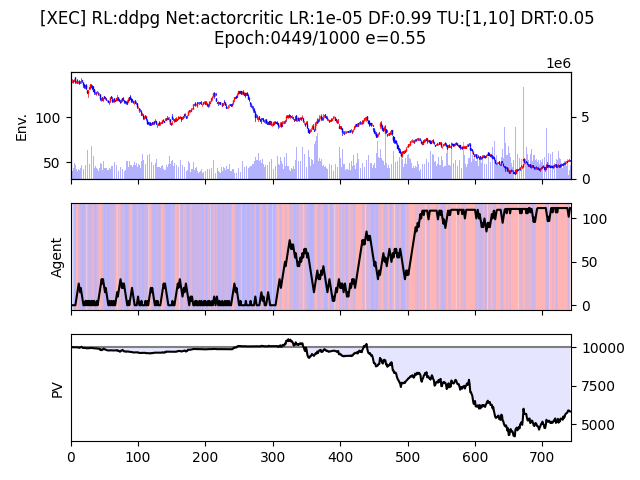 [XEC] RL:ddpg Net:actorcritic LR:1e-05 DF:0.99 TU:[1,10] DRT:0.05
Epoch:0449/1000 e=0.55
1e6
Env.
100
50
5
0
Agent
100
50
0
PV
10000
7500
5000
0 100 200 300 400 500 600 700